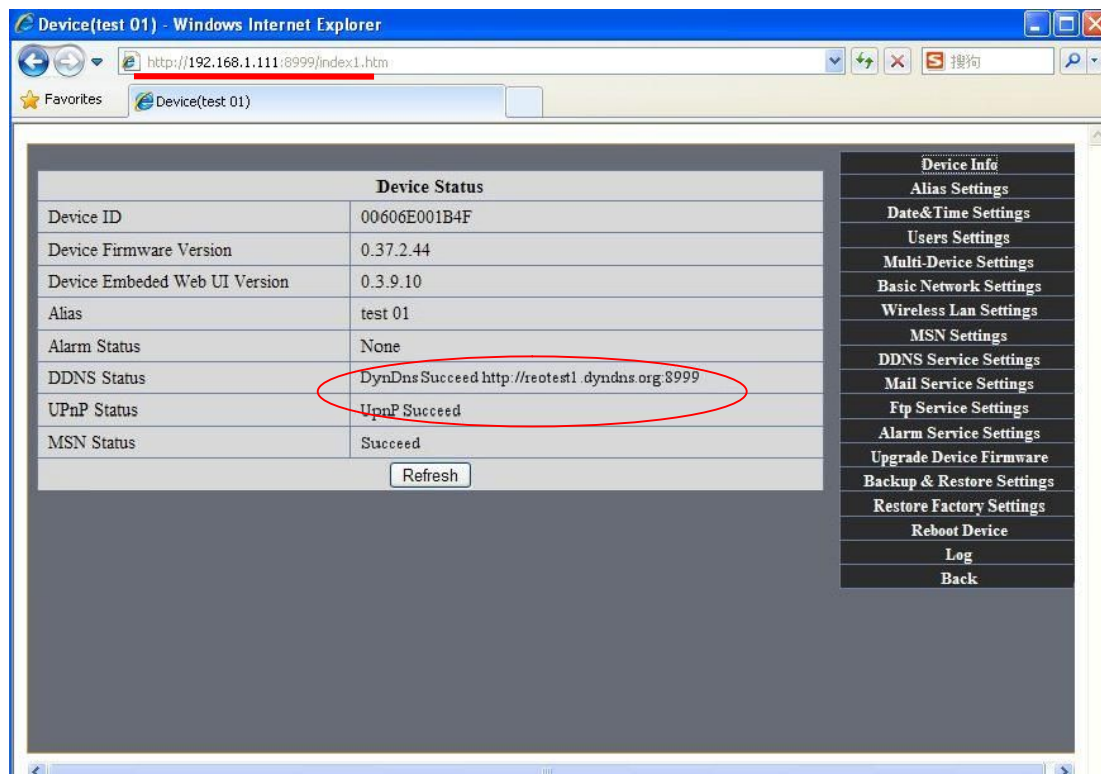 Device(test 01) - Windows Internet Explorer
http://192.168.1.111:8999/index1.htm
搜狗
Favorites
Device(test 01)
Device Status
Device ID 00606E001B4F
Device Firmware Version 0.37.2.44
Device Embeded Web UI Version 0.3.9.10
Alias test 01
Alarm Status None
DDNS Status DynDns Succeed http://reotest1.dyndns.org:8999
UPnP Status UpnP Succeed
MSN Status Succeed
Refresh
Device Info
Alias Settings
Date&Time Settings
Users Settings
Multi-Device Settings
Basic Network Settings
Wireless Lan Settings
MSN Settings
DDNS Service Settings
Mail Service Settings
Ftp Service Settings
Alarm Service Settings
Upgrade Device Firmware
Backup & Restore Settings
Restore Factory Settings
Reboot Device
Log
Back